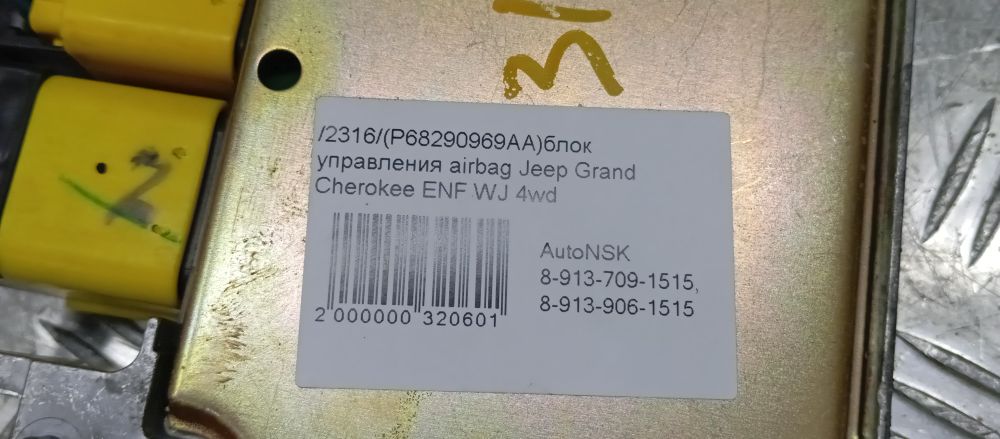 /2316/(P68290969AA)блок
управления airbag Jeep Grand
Cherokee ENF WJ 4wd
AutoNSK
8-913-709-1515,
8-913-906-1515
2 000000 320601